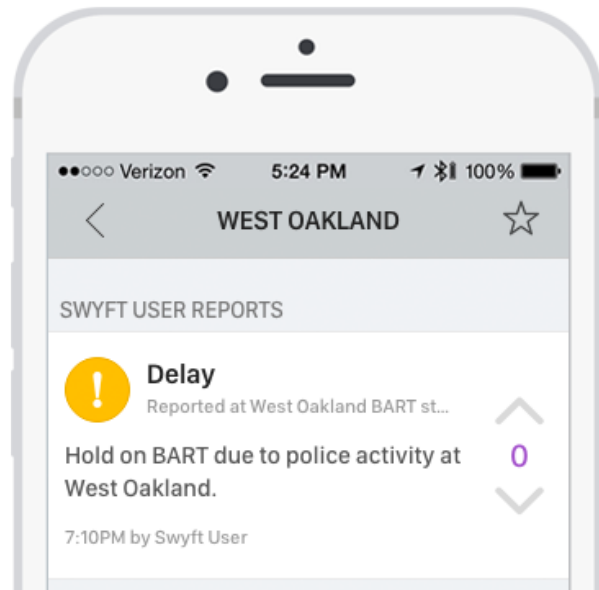 Verizon 5:24 PM 100%
WEST OAKLAND
SWYFT USER REPORTS
!
Delay
Reported at West Oakland BART st...
Hold on BART due to police activity at
0
West Oakland.
7:10PM by Swyft User